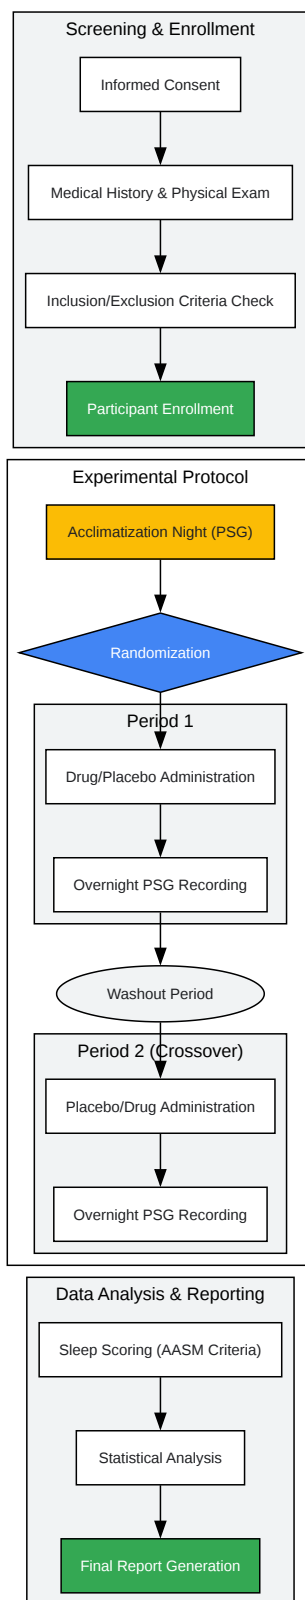 Screening & Enrollment
Informed Consent
Medical History & Physical Exam
Inclusion/Exclusion Criteria Check
Participant Enrollment
Experimental Protocol
Acclimatization Night (PSG)
Randomization
Period 1
Drug/Placebo Administration
Overnight PSG Recording
Washout Period
Period 2 (Crossover)
Placebo/Drug Administration
Overnight PSG Recording
Data Analysis & Reporting
Sleep Scoring (AASM Criteria)
Statistical Analysis
Final Report Generation